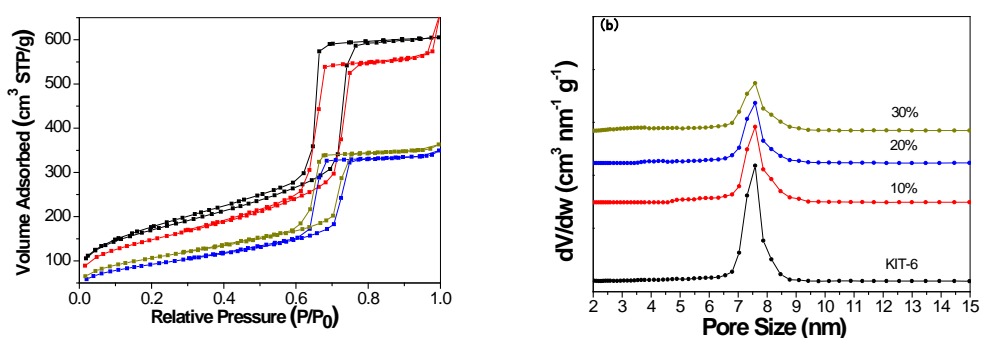 Volume Adsorbed (cm³ STP/g)
600
500
400
300
200
100
0.0
0.2
0.4
0.6
0.8
1.0
Relative Pressure (P/P₀)
(b)
dV/dw (cm³ nm⁻¹ g⁻¹)
30%
20%
10%
KIT-6
2 3 4 5 6 7 8 9 10 11 12 13 14 15
Pore Size (nm)